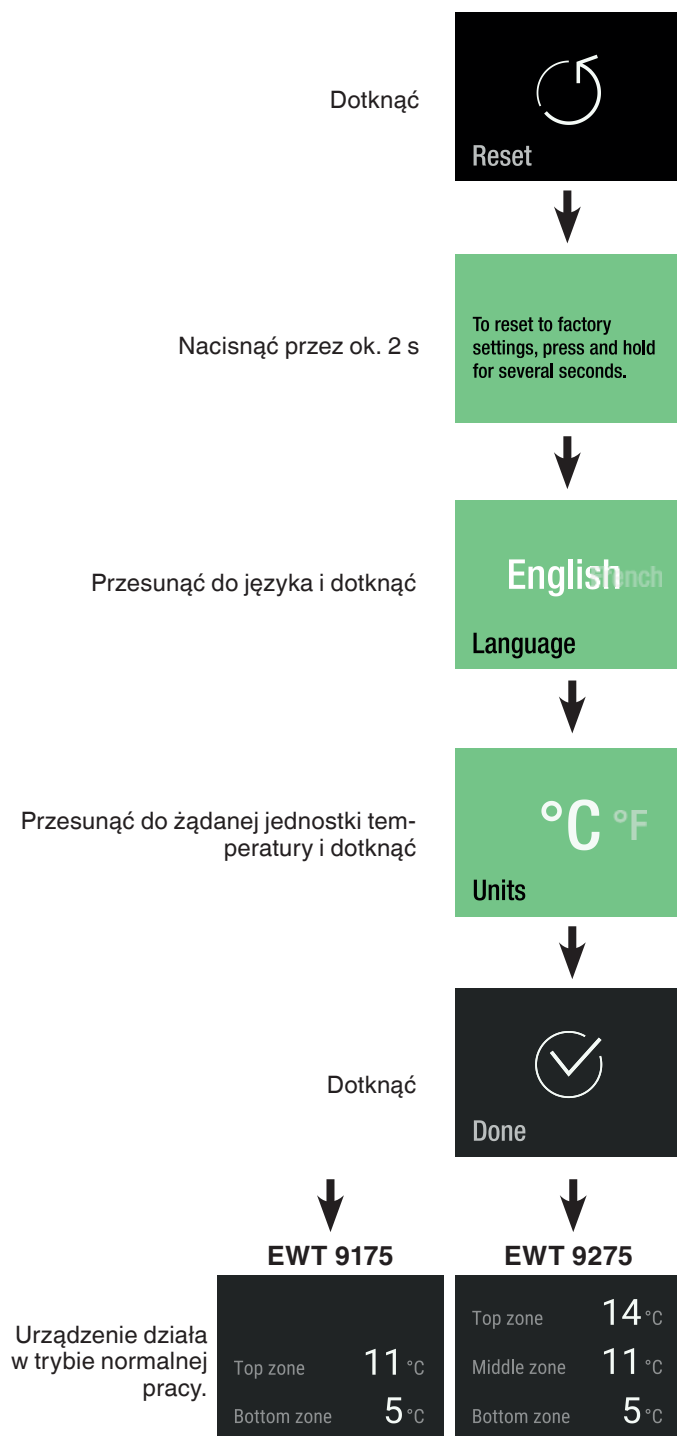 Dotknąć
Reset
Nacisnąć przez ok. 2 s
To reset to factory
settings, press and hold
for several seconds.
Przesunąć do języka i dotknąć
English French
Language
Przesunąć do żądanej jednostki tem-
peratury i dotknąć
°C °F
Units
Dotknąć
Done
EWT 9175
EWT 9275
Urządzenie działa
w trybie normalnej
pracy.
Top zone 11 °C
Bottom zone 5 °C
Top zone 14 °C
Middle zone 11 °C
Bottom zone 5 °C